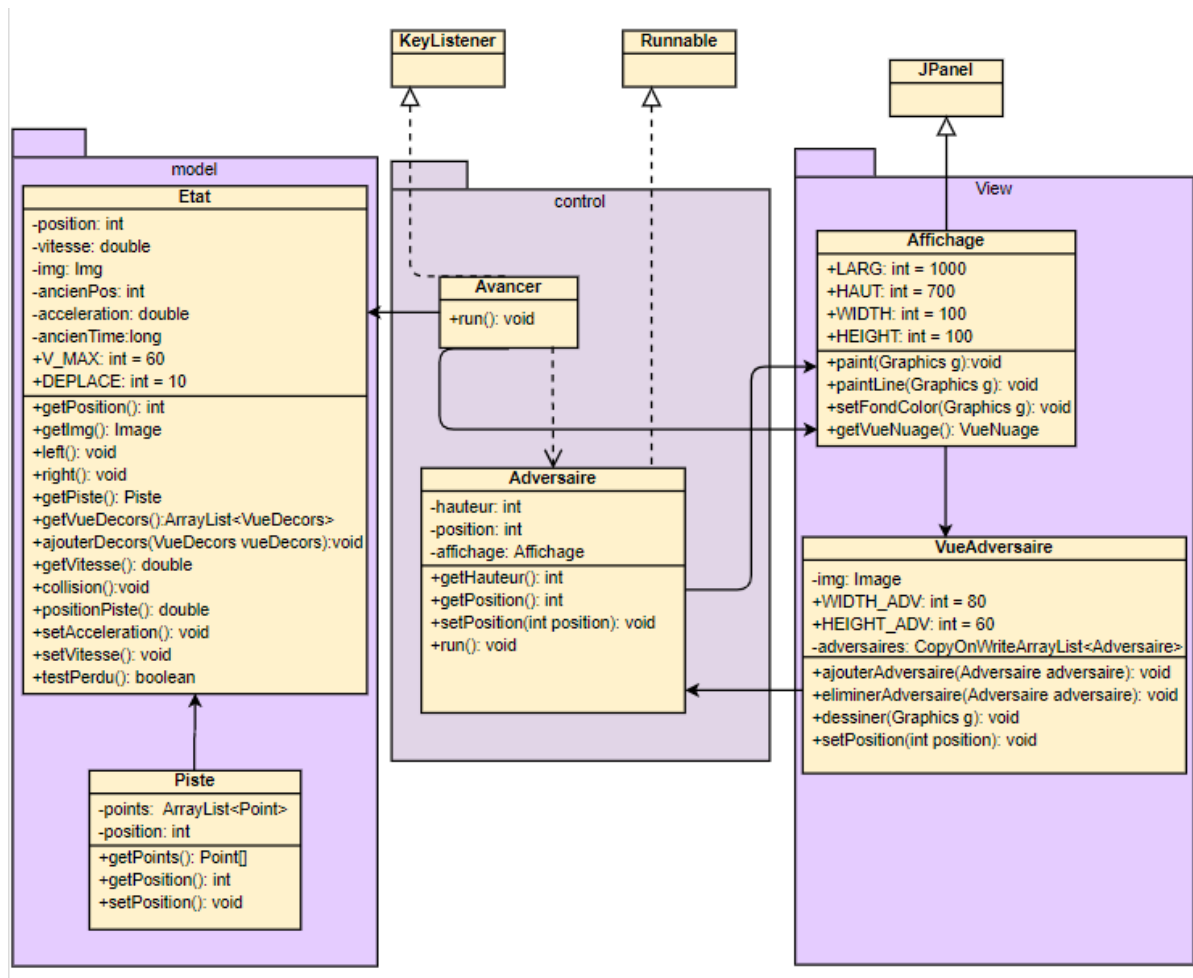 KeyListener
Runnable
JPanel
model
Etat
-position: int
-vitesse: double
-img: Img
-ancienPos: int
-acceleration: double
-ancienTime:long
+V_MAX: int = 60
+DEPLACE: int = 10
+getPosition(): int
+getImg(): Image
+left(): void
+right(): void
+getPiste(): Piste
+getVueDecors():ArrayList<VueDecors>
+ajouterDecors(VueDecors vueDecors):void
+getVitesse(): double
+collision():void
+positionPiste(): double
+setAcceleration(): void
+setVitesse(): void
+testPerdu(): boolean
Piste
-points: ArrayList<Point>
-position: int
+getPoints(): Point[]
+getPosition(): int
+setPosition(): void
control
Avancer
+run(): void
Adversaire
-hauteur: int
-position: int
-affichage: Affichage
+getHauteur(): int
+getPosition(): int
+setPosition(int position): void
+run(): void
View
Affichage
+LARG: int = 1000
+HAUT: int = 700
+WIDTH: int = 100
+HEIGHT: int = 100
+paint(Graphics g):void
+paintLine(Graphics g): void
+setFondColor(Graphics g): void
+getVueNuage(): VueNuage
VueAdversaire
-img: Image
+WIDTH_ADV: int = 80
+HEIGHT_ADV: int = 60
-adversaires: CopyOnWriteArrayList<Adversaire>
+ajouterAdversaire(Adversaire adversaire): void
+eliminerAdversaire(Adversaire adversaire): void
+dessiner(Graphics g): void
+setPosition(int position): void